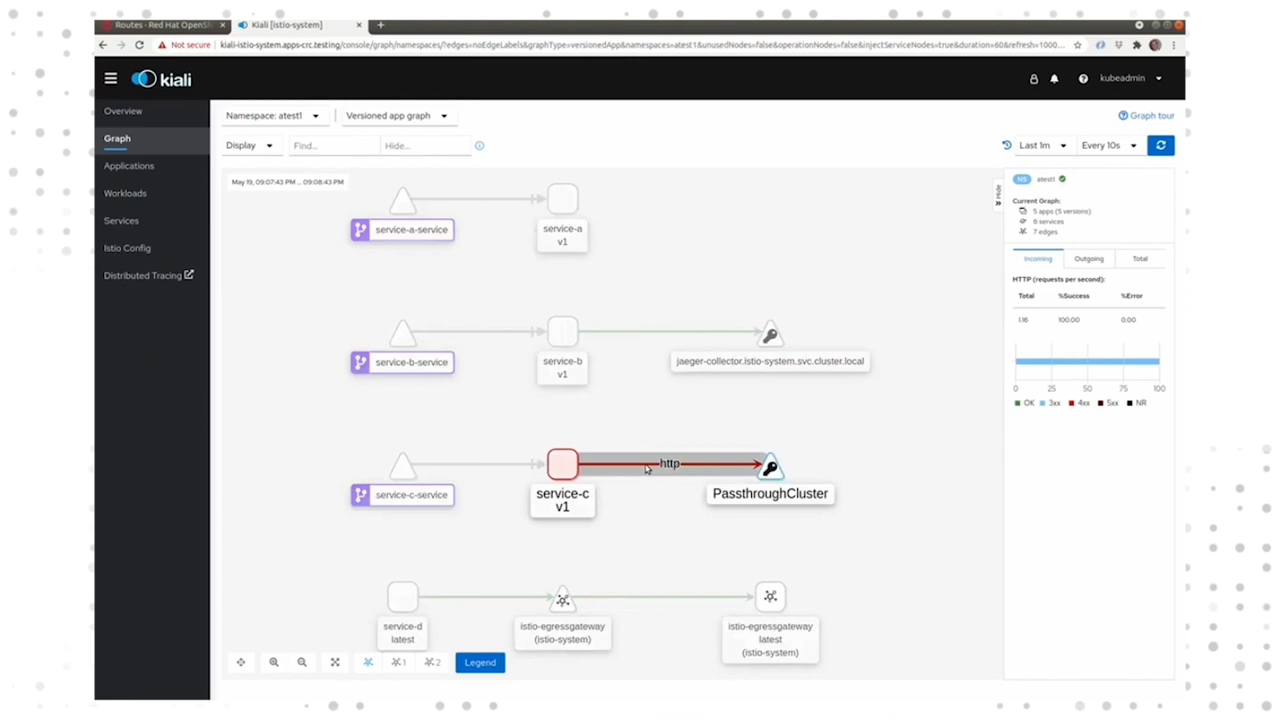 Routes - Red Hat OpenSl
Kiali [istio-system]
Not secure
kiali-istio-system.apps-crc.testing/console/graph/namespaces/?edges=noEdgeLabels&graphType=versionedApp&namespaces=atest1&unusedNodes=false&operationNodes=false&injectServiceNodes=true&duration=60&refresh=1000...
kiali
kubeadmin
Overview
Graph
Applications
Workloads
Services
Istio Config
Distributed Tracing
Namespace: atest1
Versioned app graph
Graph tour
Display
Find...
Hide...
Last 1m
Every 10s
May 19, 09:07:43 PM ... 09:08:43 PM
service-a-service
service-a
v1
service-b-service
service-b
v1
jaeger-collector.istio-system.svc.cluster.local
http
service-c-service
service-c
v1
PassthroughCluster
service-d
latest
istio-egressgateway
(istio-system)
istio-egressgateway
latest
(istio-system)
1
2
Legend
Hide
NS atest1
Current Graph:
5 apps (5 versions)
6 services
7 edges
Incoming
Outgoing
Total
HTTP (requests per second):
Total %Success %Error
1.16 100.00 0.00
0 25 50 75 100
OK 3xx 4xx 5xx NR